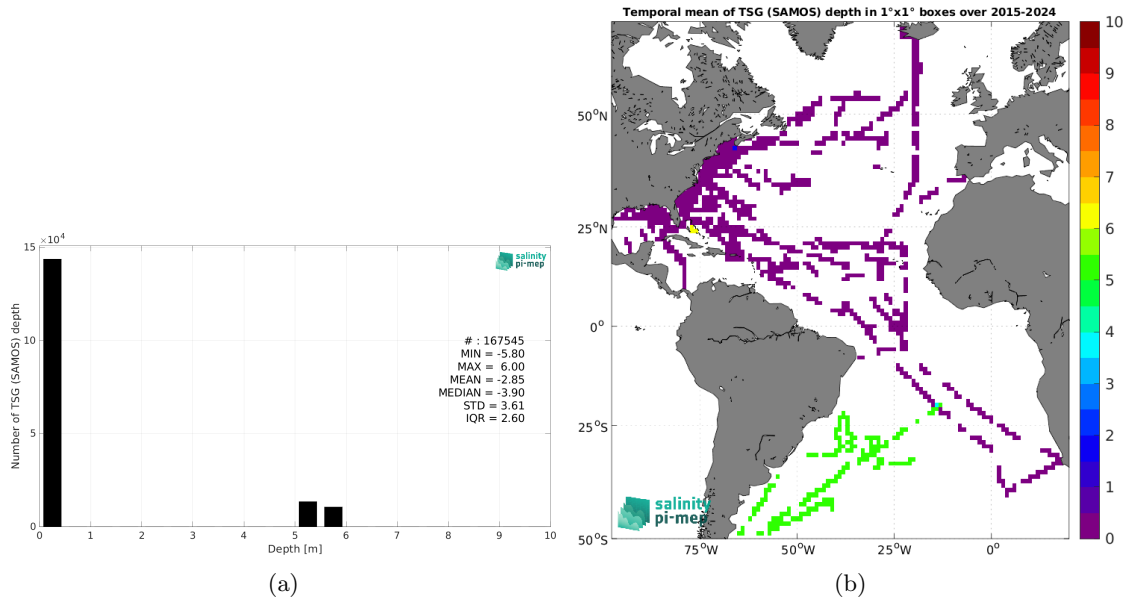 Temporal mean of TSG (SAMOS) depth in 1°x1° boxes over 2015-2024
15 ×10⁴
10
5
0
Number of TSG (SAMOS) depth
salinity
pi-mep
# : 167545
MIN = -5.80
MAX = 6.00
MEAN = -2.85
MEDIAN = -3.90
STD = 3.61
IQR = 2.60
0 1 2 3 4 5 6 7 8 9 10
Depth [m]
(a)
50°N
25°N
0°
25°S
50°S
75°W 50°W 25°W 0°
salinity
pi-mep
10
9
8
7
6
5
4
3
2
1
0
(b)